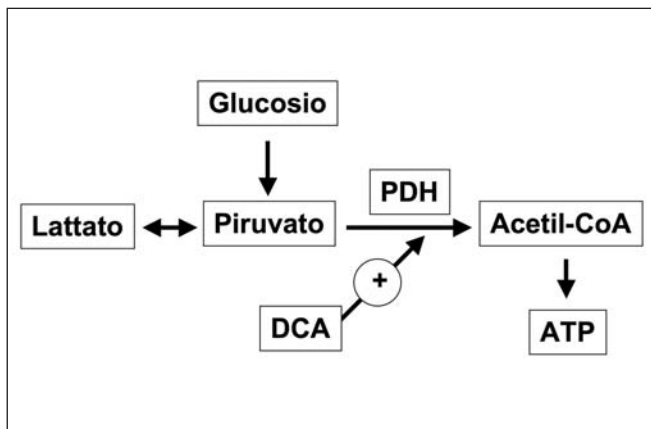 Glucosio
PDH
Lattato
Piruvato
Acetil-CoA
+
DCA
ATP